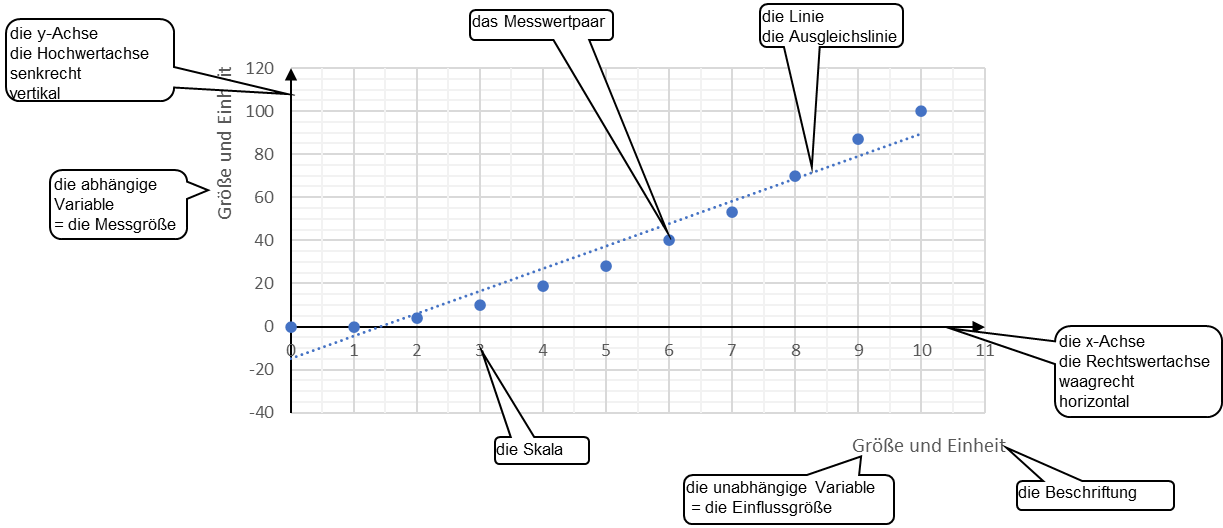 die y-Achse
die Hochwertachse
senkrecht
vertikal
das Messwertpaar
die Linie
die Ausgleichslinie
120
100
80
60
40
20
0
-20
-40
Größe und Einheit
die abhängige
Variable
= die Messgröße
0 1 2 3 4 5 6 7 8 9 10 11
die x-Achse
die Rechtswertachse
waagrecht
horizontal
die Skala
Größe und Einheit
die unabhängige Variable
= die Einflussgröße
die Beschriftung